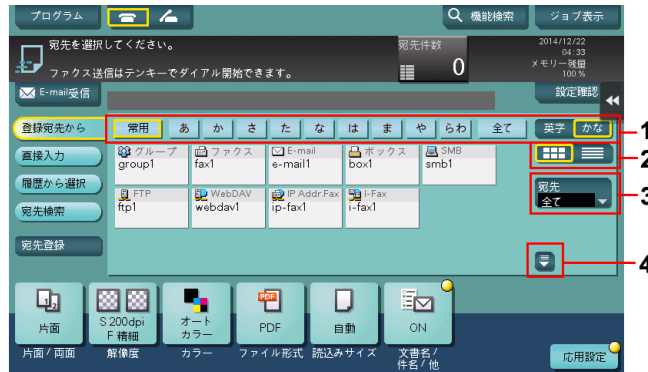 プログラム
機能検索
ジョブ表示
宛先を選択してください。
ファクス送信はテンキーでダイアル開始できます。
宛先件数
0
2014/12/22
04:33
メモリー残量
100 %
E-mail受信
設定確認
登録宛先から
常用 あ か さ た な は ま や らわ 全て
英字 かな
1
直接入力
グループ
group1
ファクス
fax1
E-mail
e-mail1
ボックス
box1
SMB
smb1
2
履歴から選択
FTP
ftp1
WebDAV
webdav1
IP Addr.Fax
ip-fax1
I-Fax
i-fax1
宛先
全て
3
宛先検索
宛先登録
4
片面
S 200dpi
F 精細
オート
カラー
PDF
自動
ON
片面 / 両面
解像度
カラー
ファイル形式
読込みサイズ
文書名 /
件名 / 他
応用設定